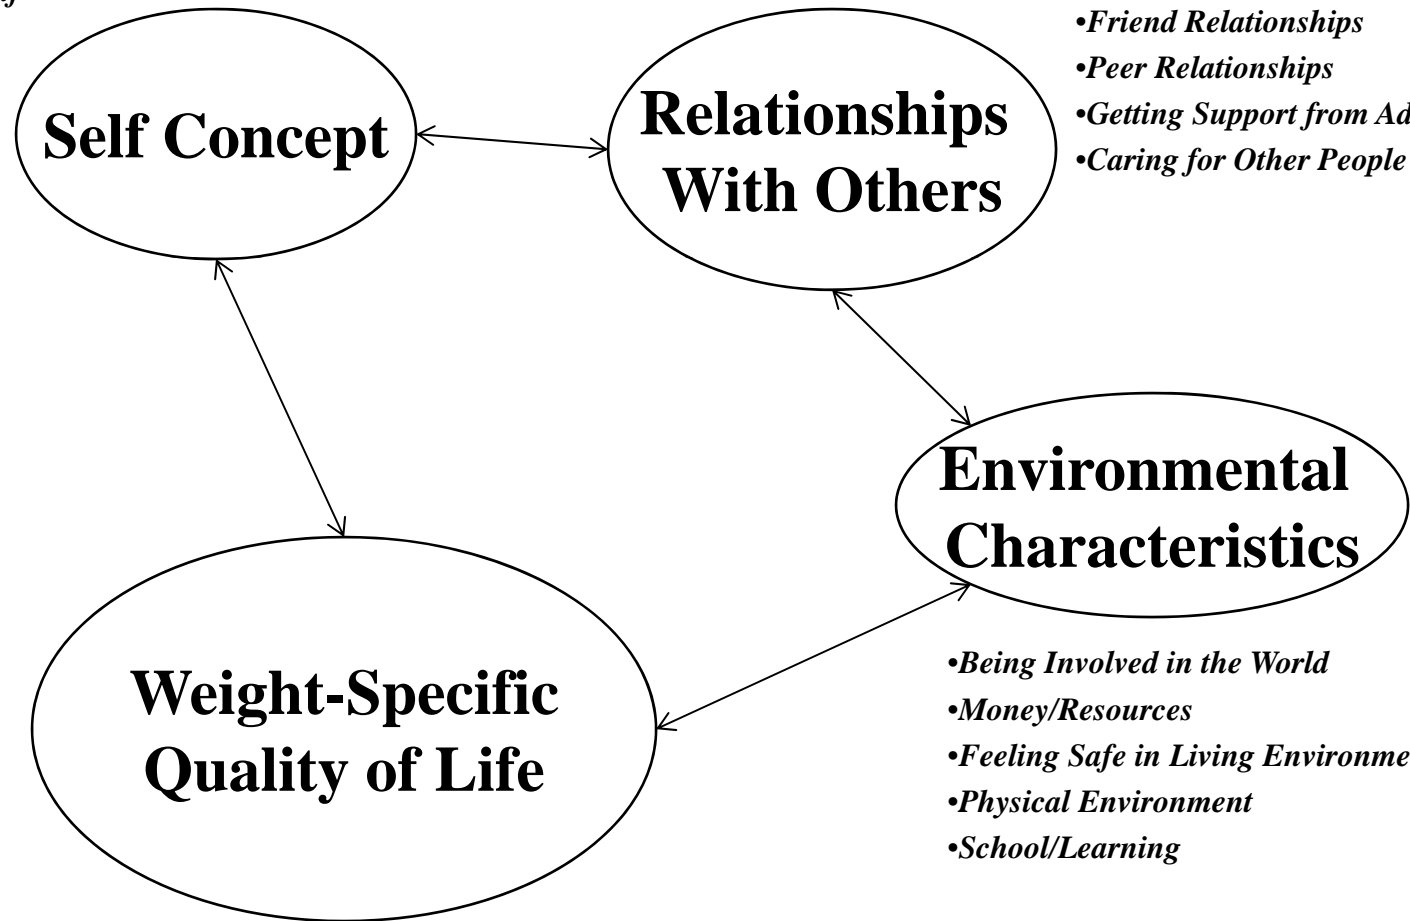 Self Concept
Relationships
With Others
•Friend Relationships
•Peer Relationships
•Getting Support from
•Caring for Other People
Environmental
Characteristics
Weight-Specific
Quality of Life
•Being Involved in the World
•Money/Resources
•Feeling Safe in Living
•Physical Environment
•School/Learning